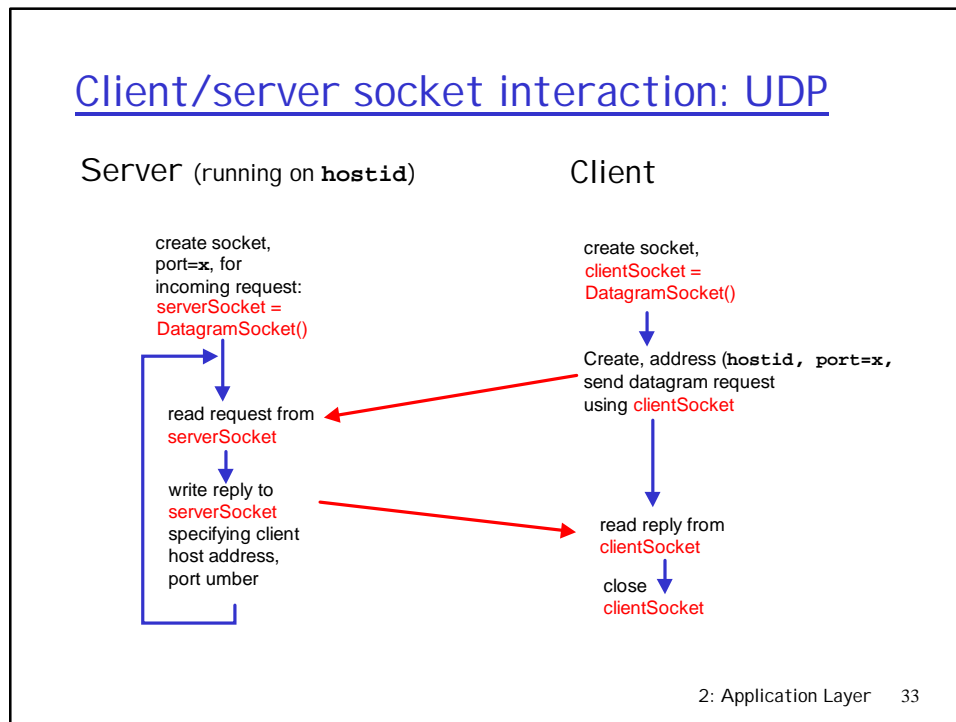 Client/server socket interaction: UDP
Server (running on hostid)
create socket,
port=x, for
incoming request:
serverSocket =
DatagramSocket()
read request from
serverSocket
write reply to
serverSocket
specifying client
host address,
port umber
Client
create socket,
clientSocket =
DatagramSocket()
Create, address (hostid, port=x,
send datagram request
using clientSocket
read reply from
clientSocket
close
clientSocket
2: Application Layer 33